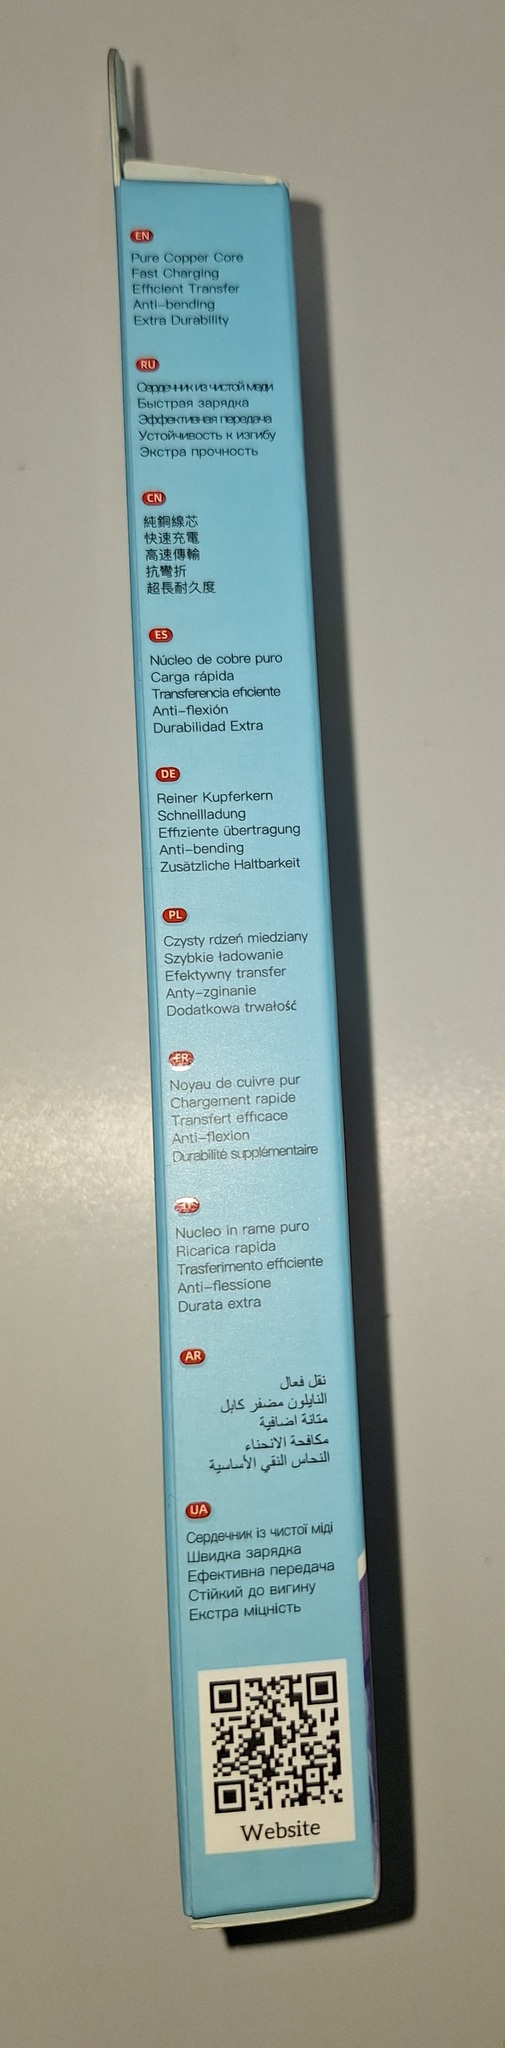 EN
Pure Copper Core
Fast Charging
Efficient Transfer
Anti-bending
Extra Durability
RU
Сердечник из чистой меди
Быстрая зарядка
Эффективная передача
Устойчивость к изгибу
Экстра прочность
CN
純銅線芯
快速充電
高速傳輸
抗彎折
超長耐久度
ES
Núcleo de cobre puro
Carga rápida
Transferencia eficiente
Anti-flexión
Durabilidad Extra
DE
Reiner Kupferkern
Schnellladung
Effiziente übertragung
Anti-bending
Zusätzliche Haltbarkeit
PL
Czysty rdzeń miedziany
Szybkie ładowanie
Efektywny transfer
Anty-zginanie
Dodatkowa trwałość
FR
Noyau de cuivre pur
Chargement rapide
Transfert efficace
Anti-flexion
Durabilité supplémentaire
Nucleo in rame puro
Ricarica rapida
Trasferimento efficiente
Anti-flessione
Durata extra
AR
نقل فعال
النايلون مضفر كابل
متانة اضافية
مكافحة الانحناء
النحاس النقي الأساسية
UA
Сердечник із чистої міді
Швидка зарядка
Ефективна передача
Стійкий до вигину
Екстра міцність
Website